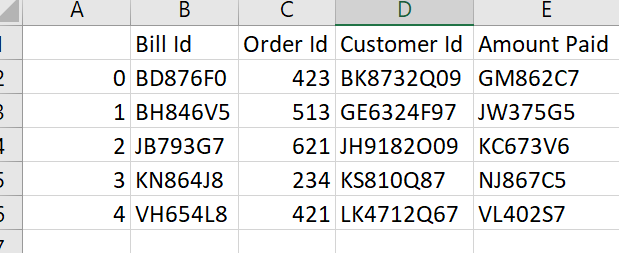 A B C D E
1 Bill Id Order Id Customer Id Amount Paid
2 0 BD876F0 423 BK8732Q09 GM862C7
3 1 BH846V5 513 GE6324F97 JW375G5
4 2 JB793G7 621 JH9182O09 KC673V6
5 3 KN864J8 234 KS810Q87 NJ867C5
6 4 VH654L8 421 LK4712Q67 VL402S7
7